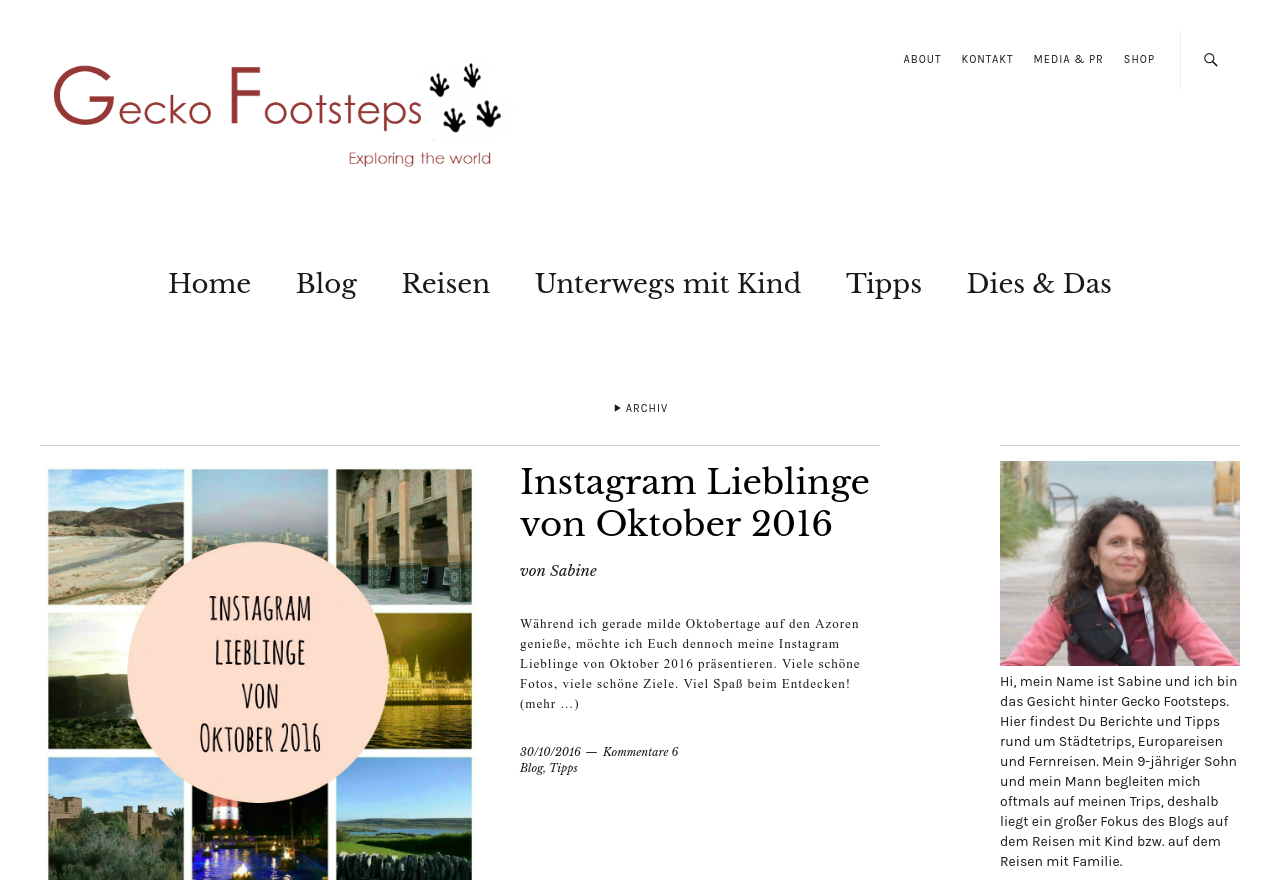 Gecko Footsteps
Exploring the world
ABOUT KONTAKT MEDIA & PR SHOP
Home Blog Reisen Unterwegs mit Kind Tipps Dies & Das
ARCHIV
INSTAGRAM
LIEBLINGE
VON
OKTOBER 2016
Instagram Lieblinge
von Oktober 2016
von Sabine
Während ich gerade milde Oktobertage auf den Azoren
genieße, möchte ich Euch dennoch meine Instagram
Lieblinge von Oktober 2016 präsentieren. Viele schöne
Fotos, viele schöne Ziele. Viel Spaß beim Entdecken!
(mehr …)
30/10/2016 — Kommentare 6
Blog, Tipps
Hi, mein Name ist Sabine und ich bin
das Gesicht hinter Gecko Footsteps.
Hier findest Du Berichte und Tipps
rund um Städtetrips, Europareisen
und Fernreisen. Mein 9-jähriger Sohn
und mein Mann begleiten mich
oftmals auf meinen Trips, deshalb
liegt ein großer Fokus des Blogs auf
dem Reisen mit Kind bzw. auf dem
Reisen mit Familie.